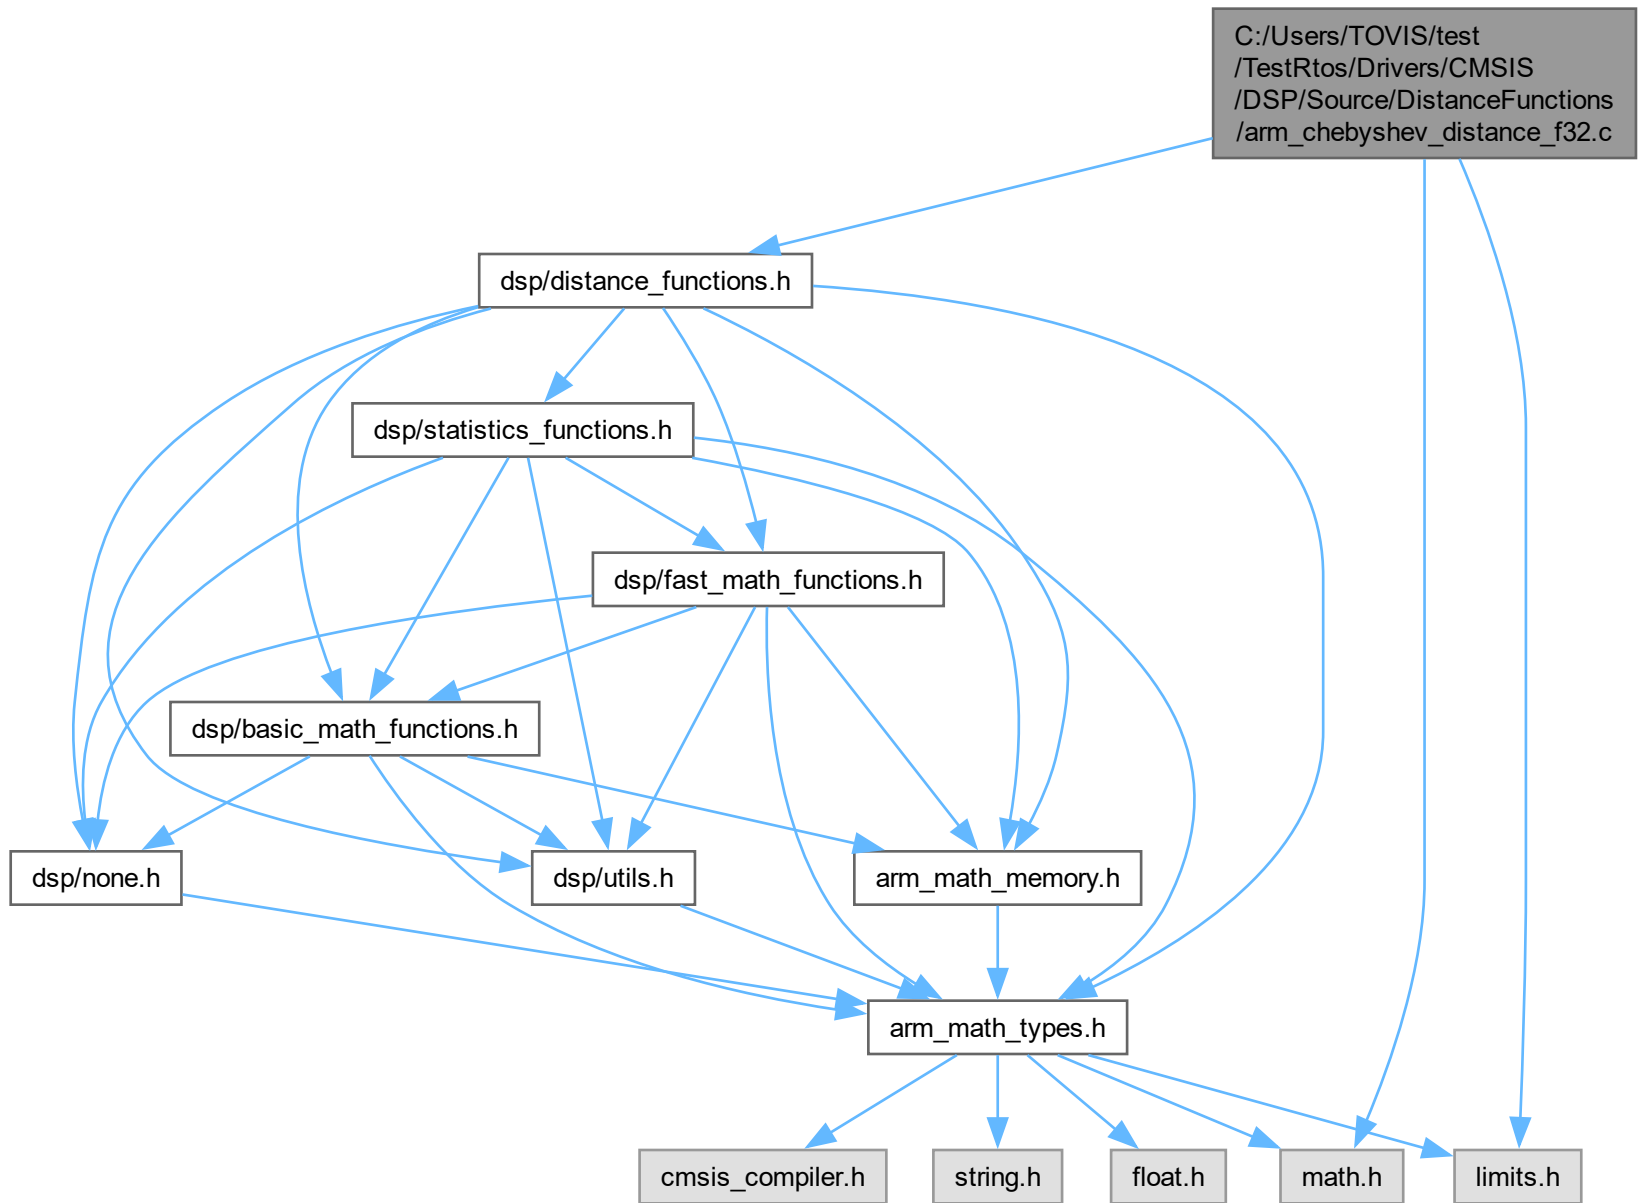 C:/Users/TOVIS/test
/TestRtos/Drivers/CMSIS
/DSP/Source/DistanceFunctions
/arm_chebyshev_distance_f32.c
dsp/distance_functions.h
dsp/statistics_functions.h
dsp/fast_math_functions.h
dsp/basic_math_functions.h
dsp/none.h
dsp/utils.h
arm_math_memory.h
arm_math_types.h
cmsis_compiler.h
string.h
float.h
math.h
limits.h